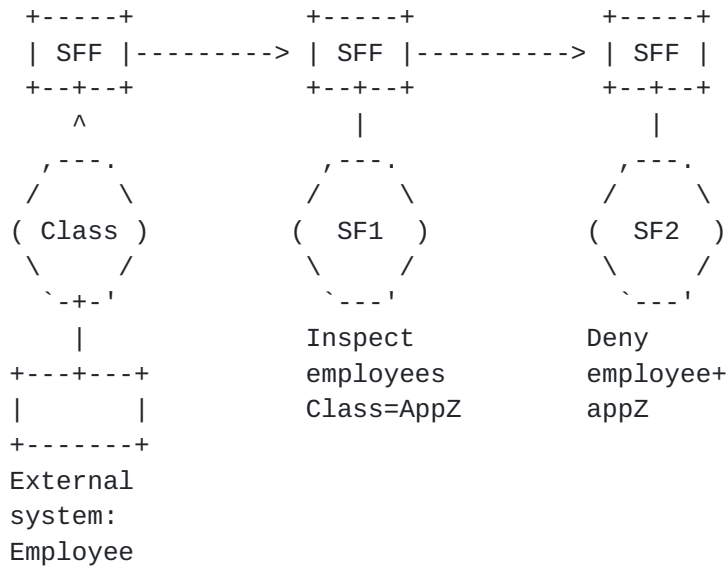 SFF ---------> SFF ----------> SFF
Class SF1 SF2
Inspect Deny
employees employee+
Class=AppZ appZ
External
system:
Employee